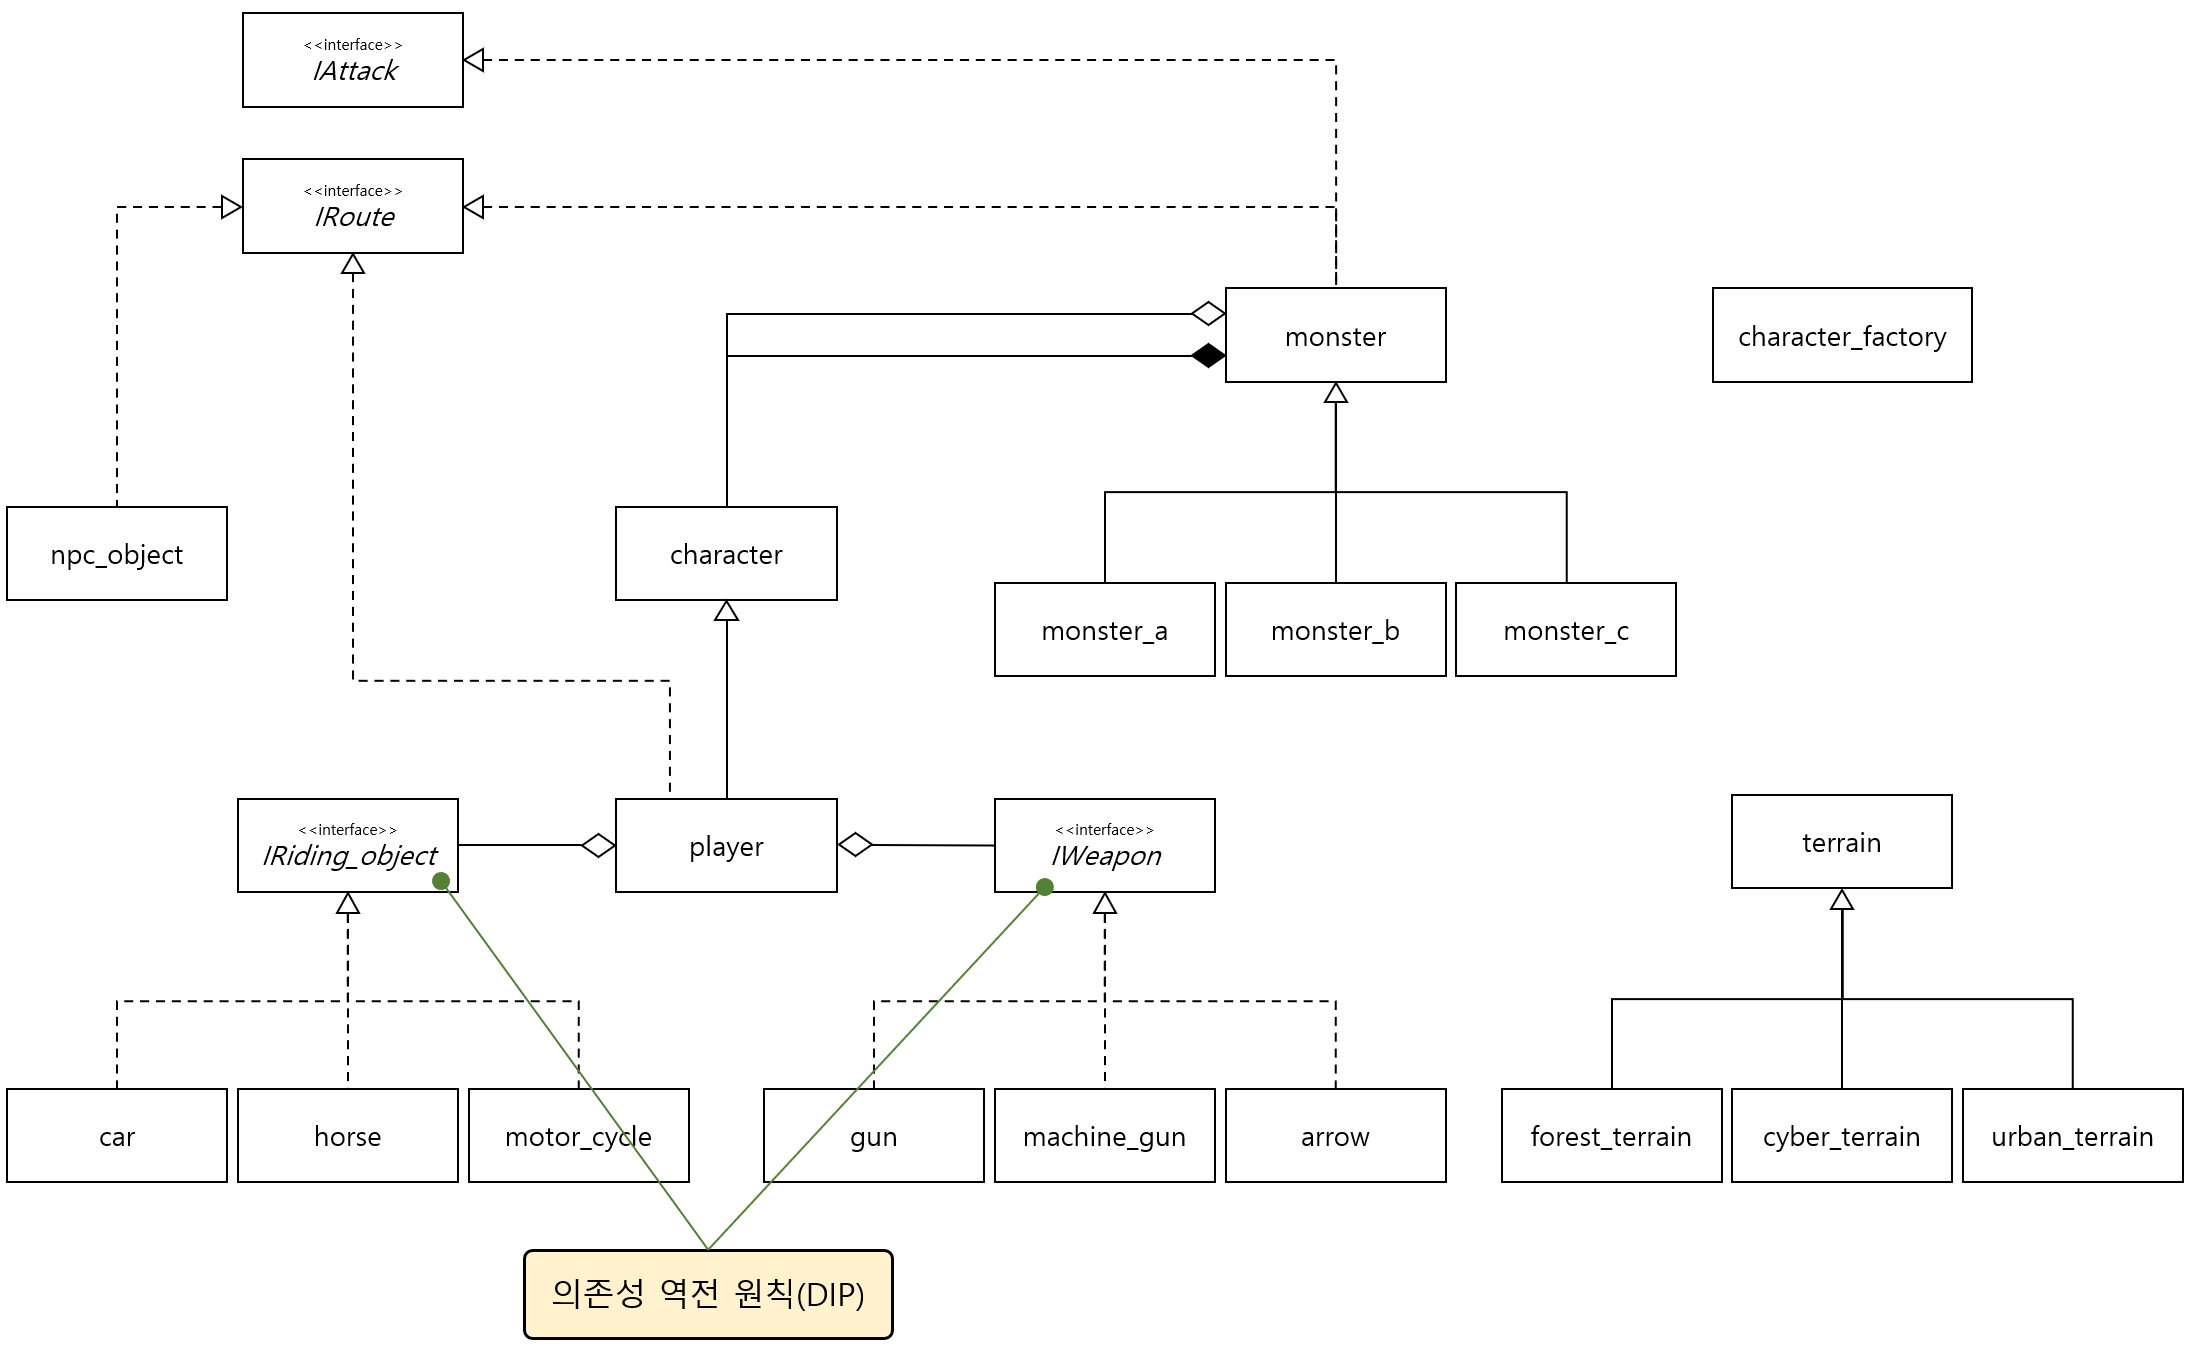 <<interface>>
IAttack
<<interface>>
IRoute
monster
character_factory
npc_object
character
monster_a
monster_b
monster_c
<<interface>>
IRiding_object
player
<<interface>>
IWeapon
terrain
car
horse
motor_cycle
gun
machine_gun
arrow
forest_terrain
cyber_terrain
urban_terrain
의존성 역전 원칙(DIP)